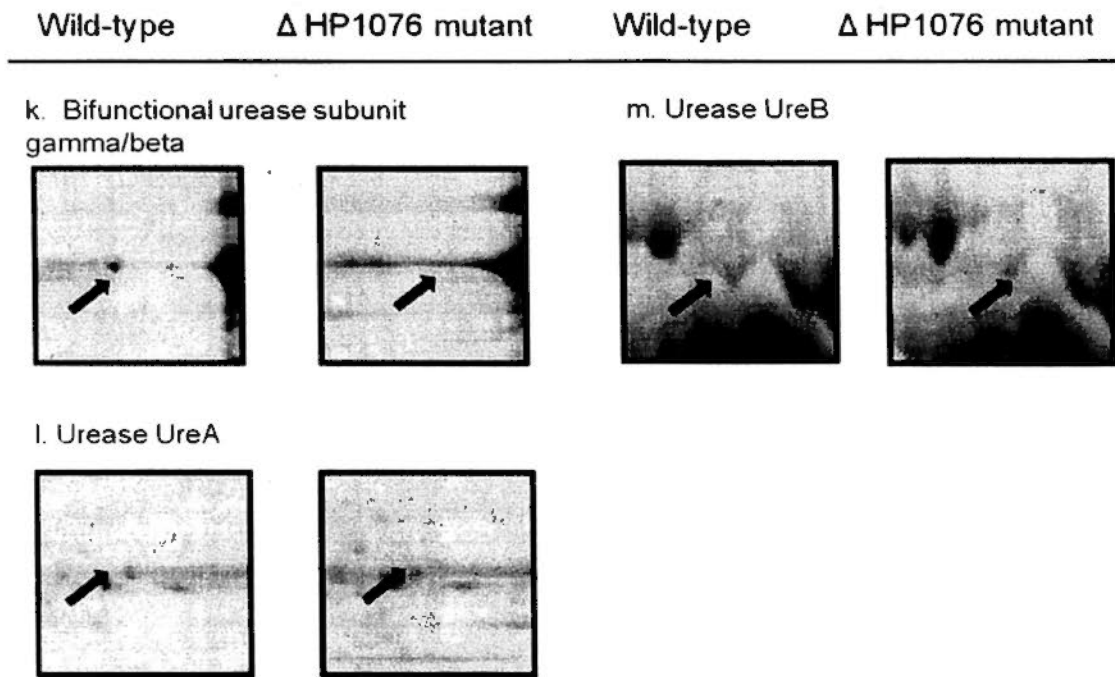 Wild-type Δ HP1076 mutant Wild-type Δ HP1076 mutant
k. Bifunctional urease subunit
gamma/beta
m. Urease UreB
l. Urease UreA